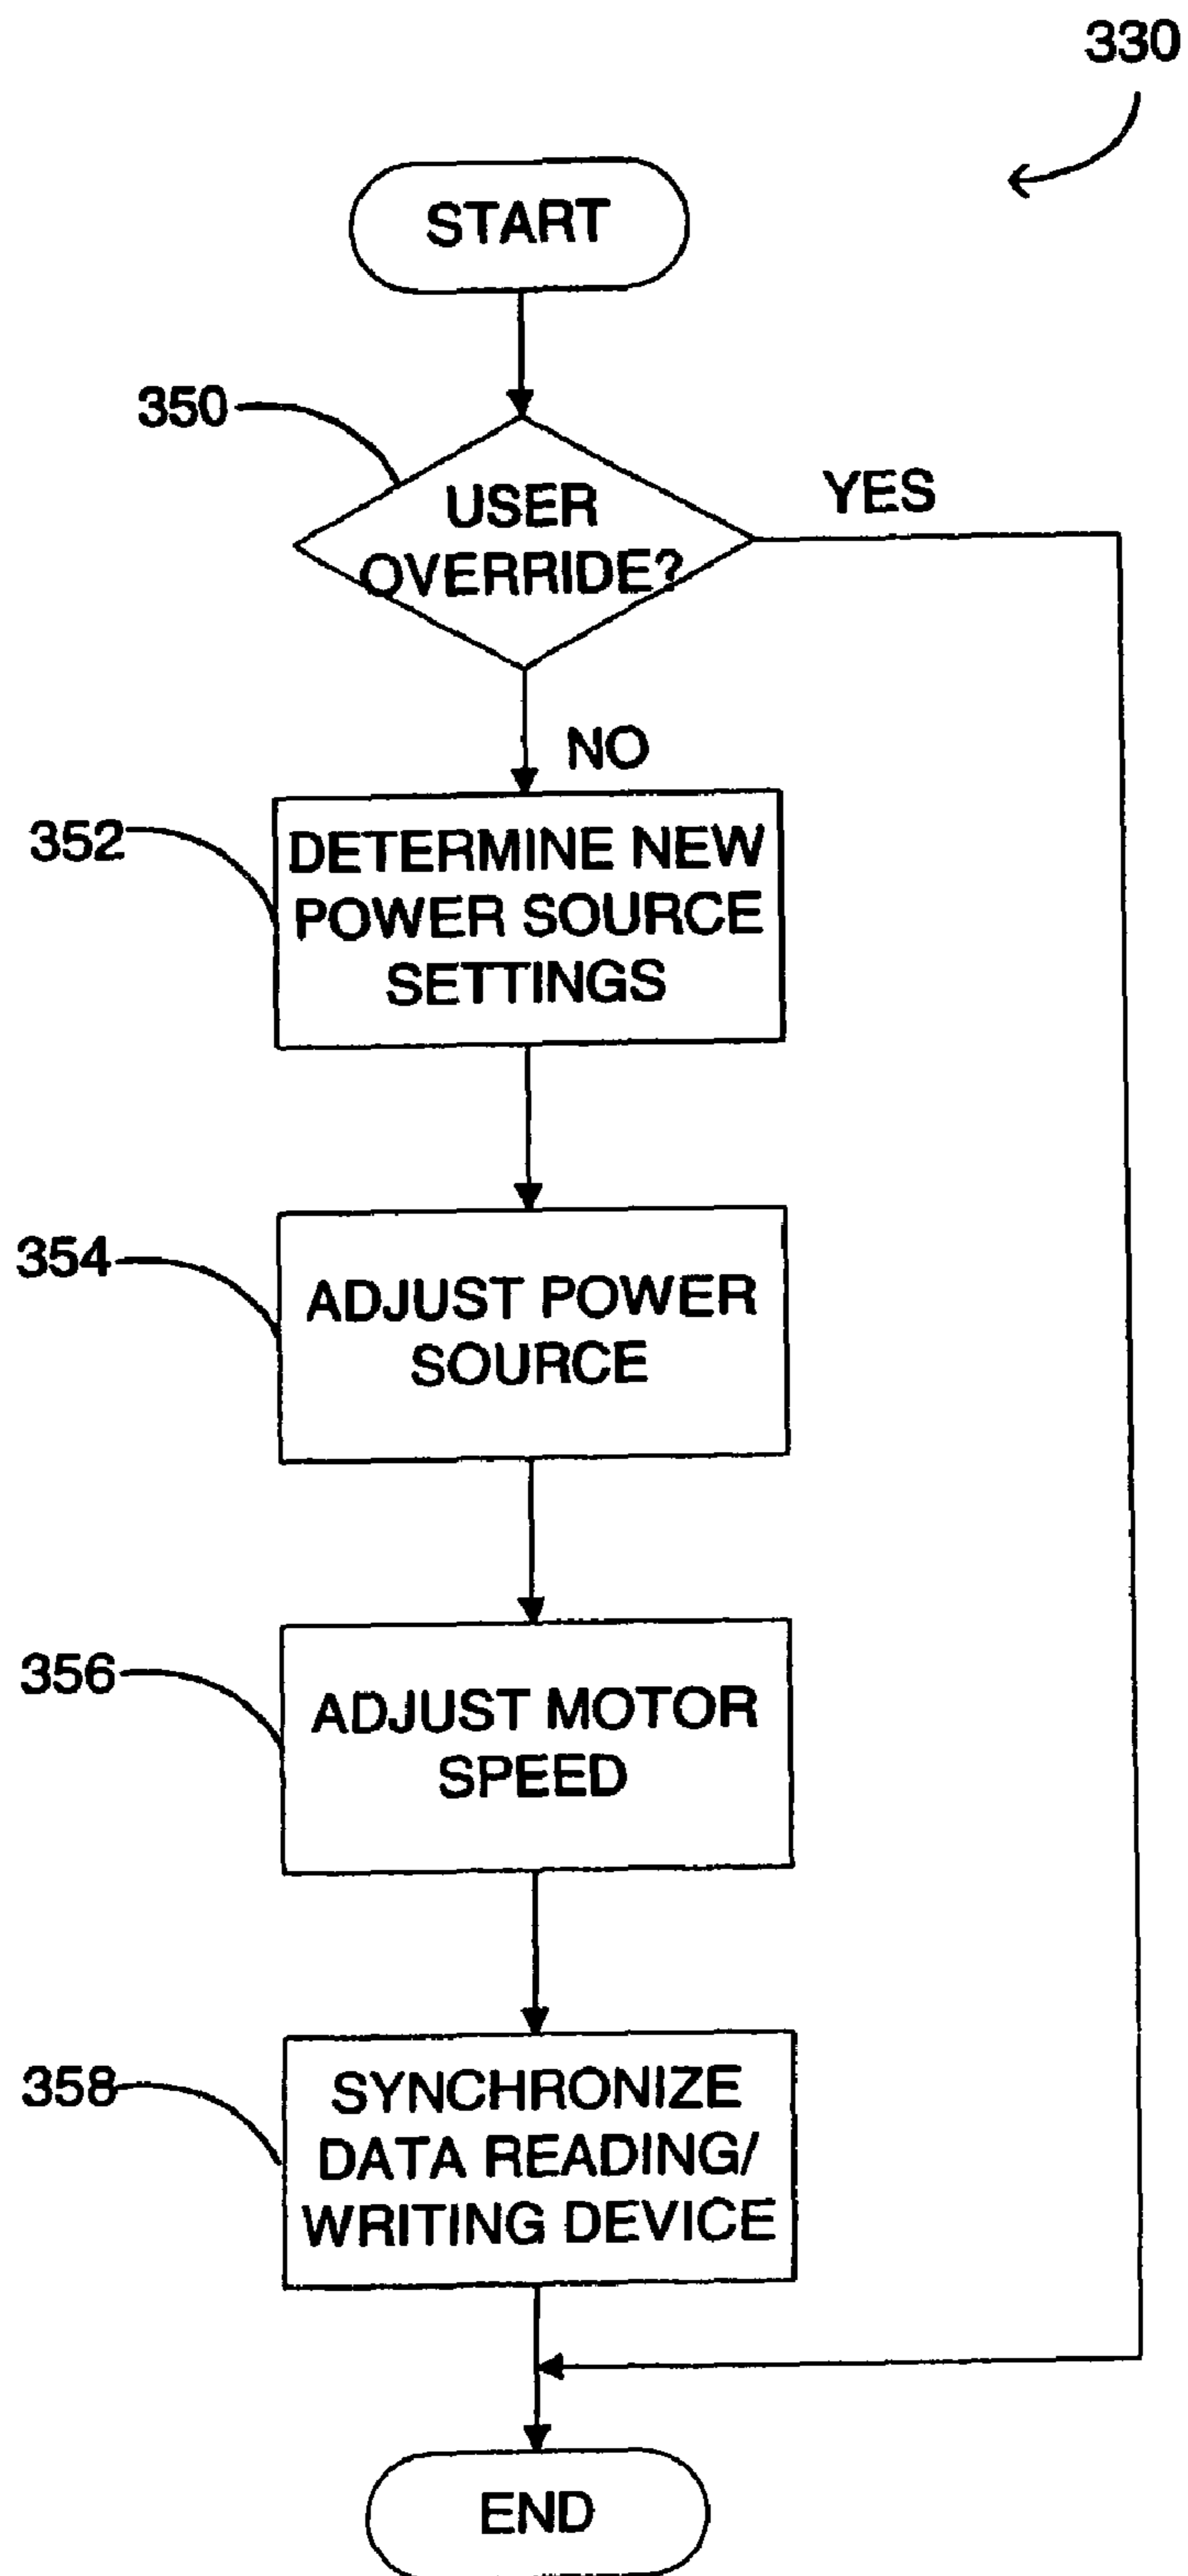 330
START
350
USER
OVERRIDE?
YES
NO
352
DETERMINE NEW
POWER SOURCE
SETTINGS
354
ADJUST POWER
SOURCE
356
ADJUST MOTOR
SPEED
358
SYNCHRONIZE
DATA READING/
WRITING DEVICE
END